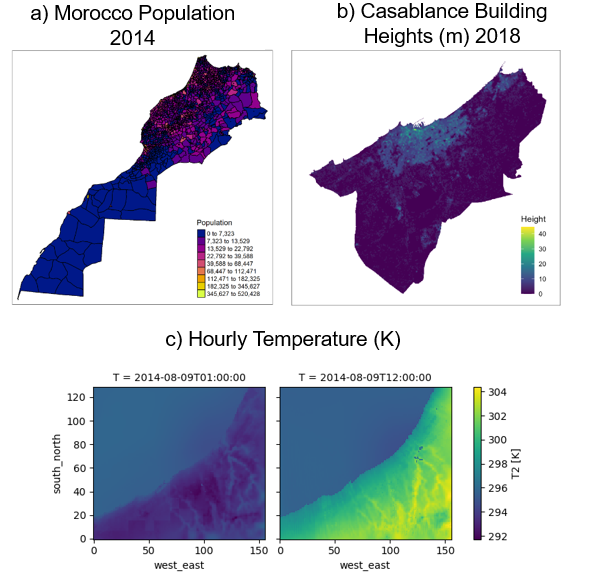 a) Morocco Population
2014
b) Casablance Building
Heights (m) 2018
Population
0 to 7,323
7,323 to 13,529
13,529 to 22,792
22,792 to 39,588
39,588 to 68,447
68,447 to 112,471
112,471 to 182,325
182,325 to 345,627
345,627 to 520,428
Height
40
30
20
10
0
c) Hourly Temperature (K)
T = 2014-08-09T01:00:00
T = 2014-08-09T12:00:00
120
100
80
60
40
20
0
south_north
0 50 100 150
west_east
0 50 100 150
west_east
304
302
300
298
296
294
292
T2 [K]